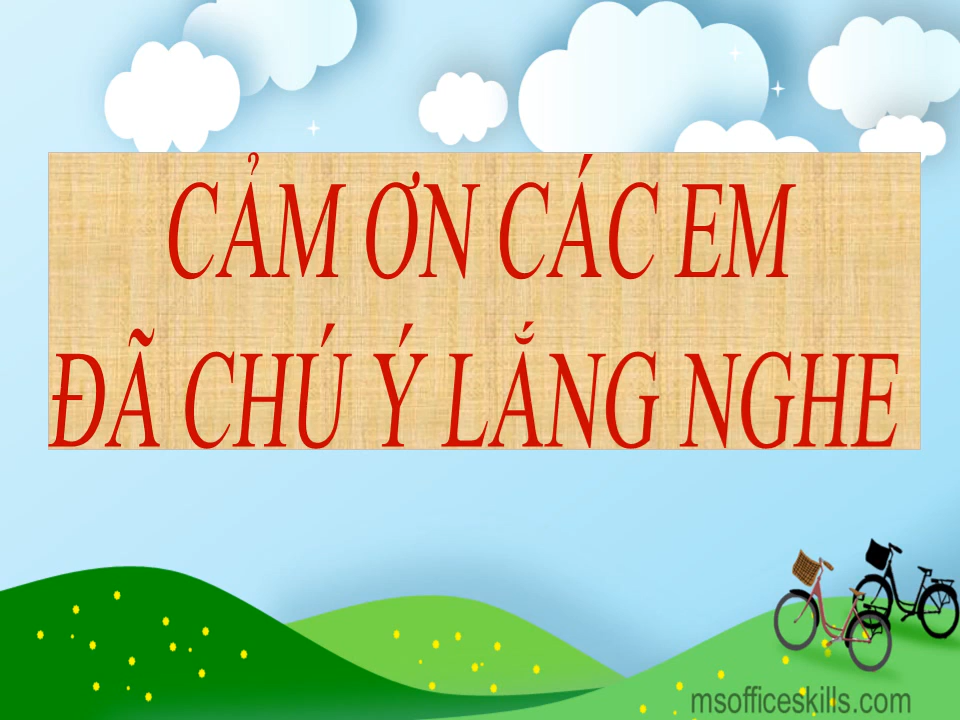 CẢM ƠN CÁC EM
ĐÃ CHÚ Ý LẮNG NGHE
msofficeskills.com